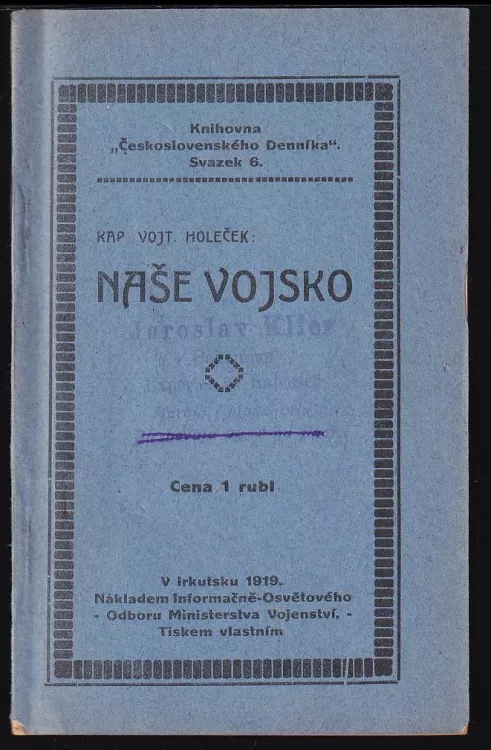 Knihovna
„Československého Denníka“.
Svazek 6.
KAP VOJT. HOLEČEK:
NAŠE VOJSKO
Jaroslav
Cena 1 rubl
V Irkutsku 1919.
Nákladem Informačně-Osvětového
- Odboru Ministerstva Vojenství. -
Tiskem vlastním